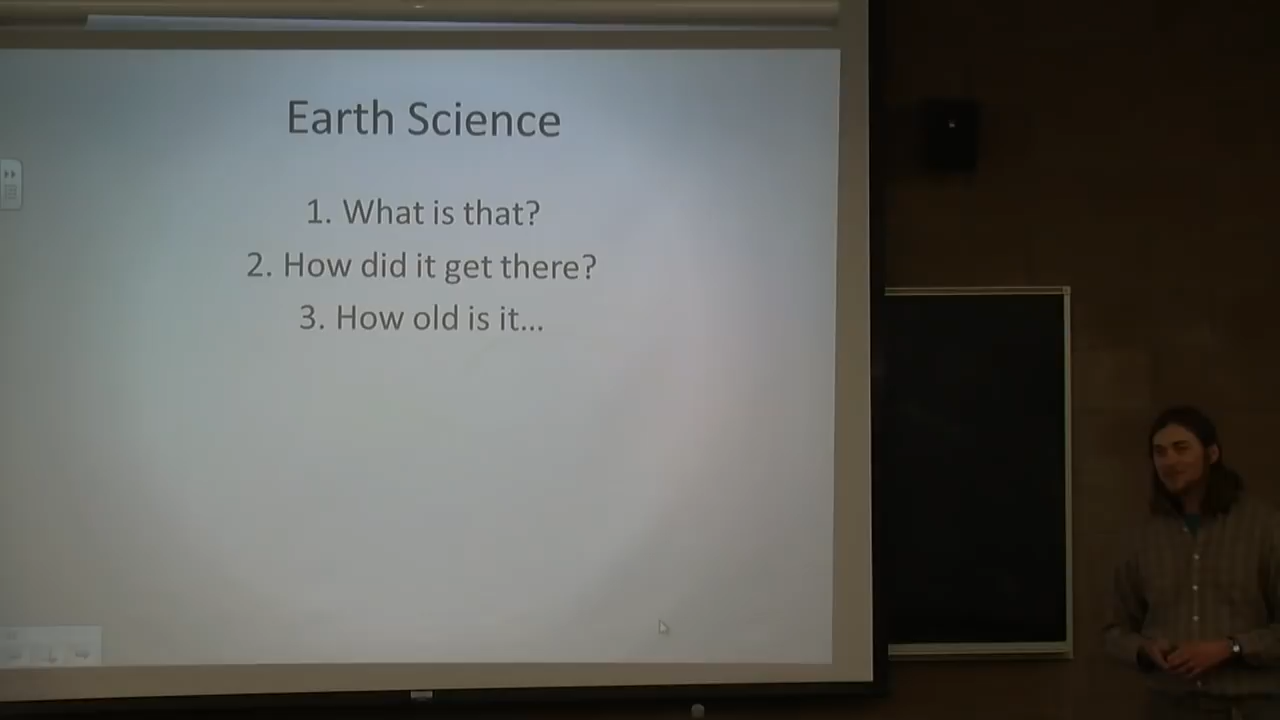 Earth Science
1. What is that?
2. How did it get there?
3. How old is it...